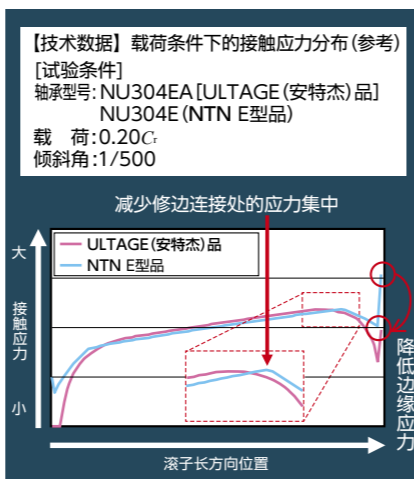 【技术数据】载荷条件下的接触应力分布(参考)
[试验条件]
轴承型号:NU304EA[ULTAGE(安特杰)品]
NU304E(NTN E型品)
载 荷:0.20Cr
倾斜角:1/500
减少修边连接处的应力集中
ULTAGE(安特杰)品
NTN E型品
大
接触应力
小
降低边缘应力
滚子长方向位置